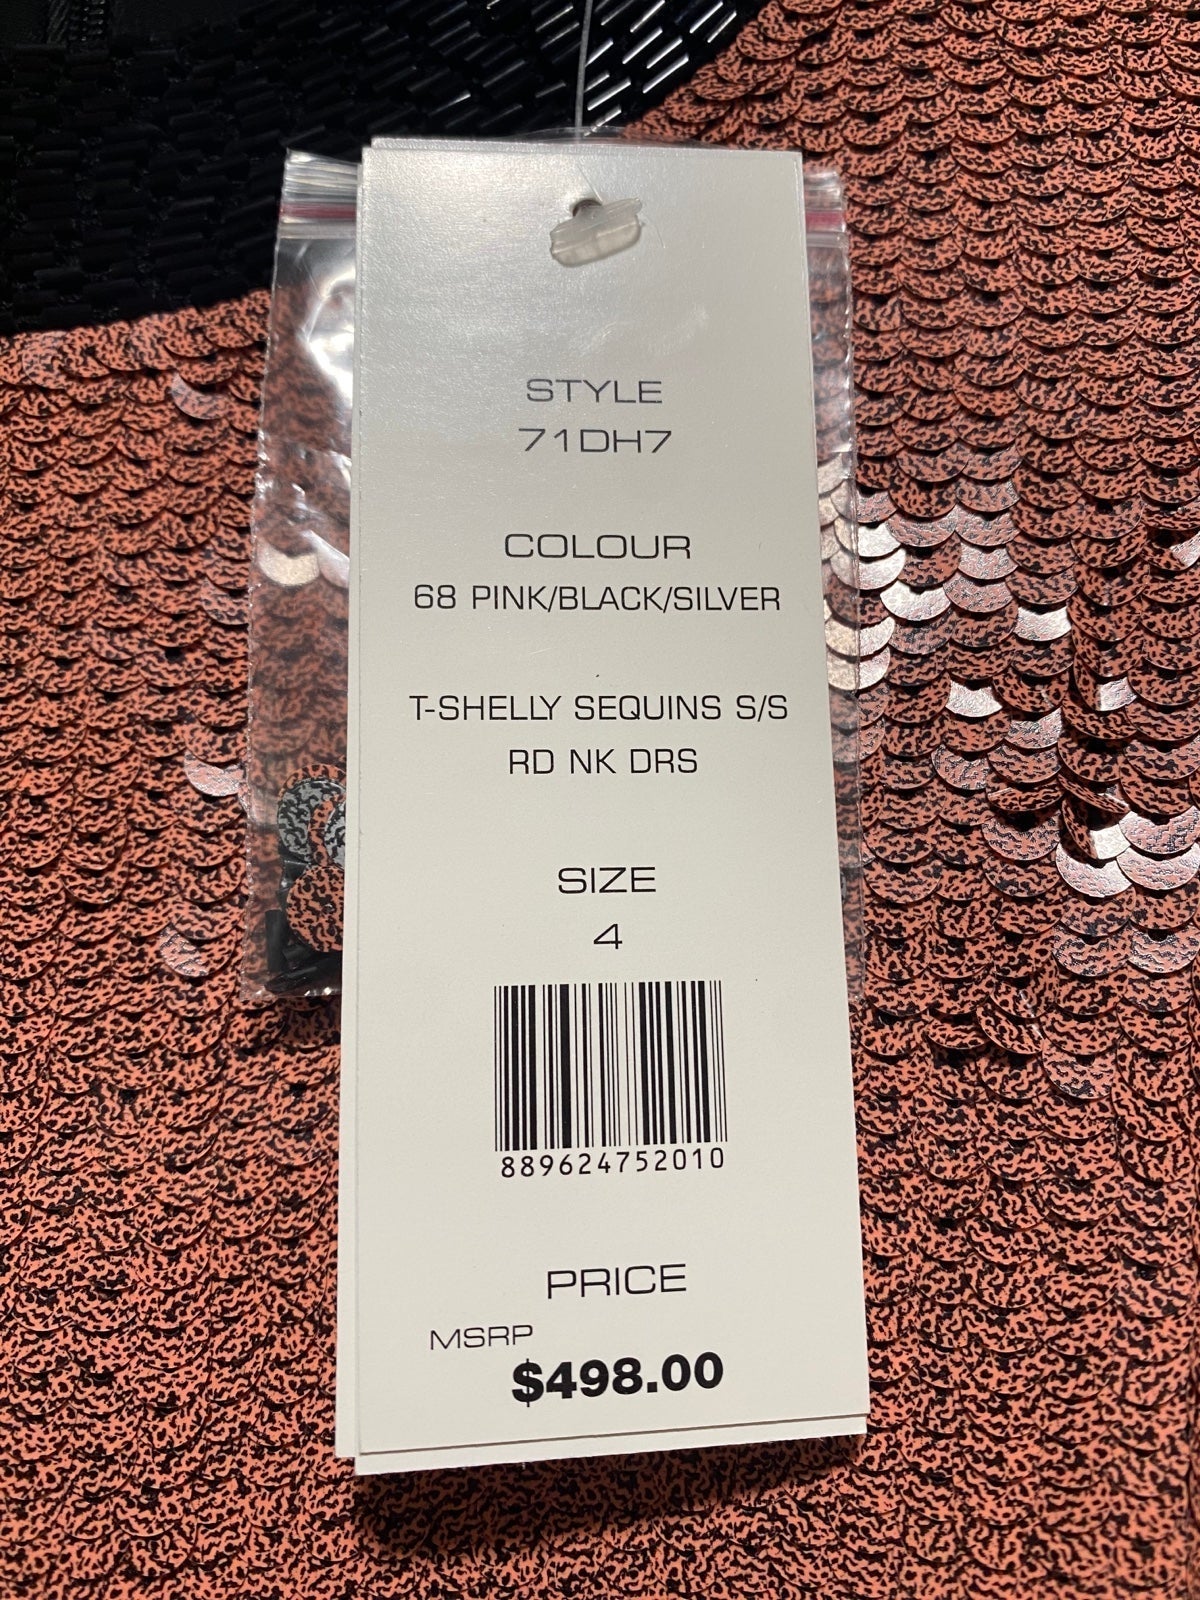 STYLE
71DH7
COLOUR
68 PINK/BLACK/SILVER
T-SHELLY SEQUINS S/S
RD NK DRS
SIZE
4
889624752010
PRICE
MSRP
$498.00